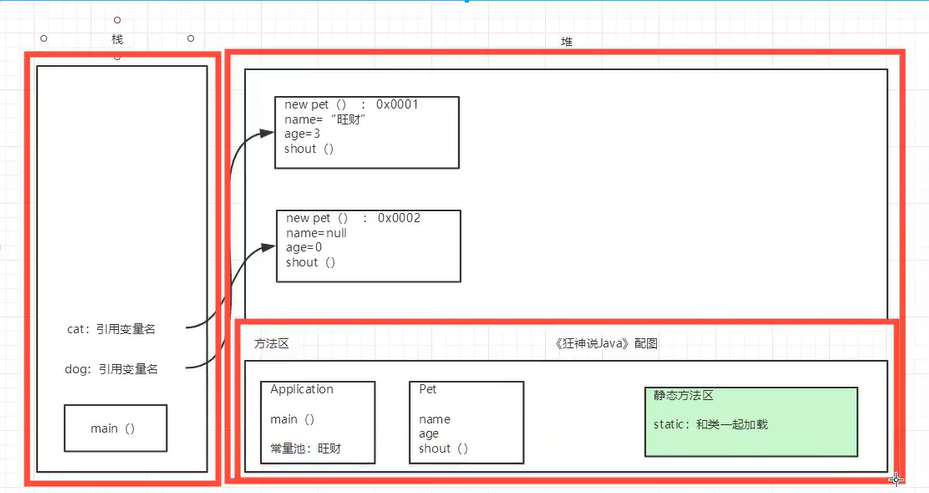 栈
堆
new pet（） ： 0x0001
name= “旺财”
age=3
shout（）
new pet（） ： 0x0002
name=null
age=0
shout（）
cat：引用变量名
dog：引用变量名
main（）
方法区
《狂神说Java》配图
Application
main（）
常量池：旺财
Pet
name
age
shout（）
静态方法区
static：和类一起加载